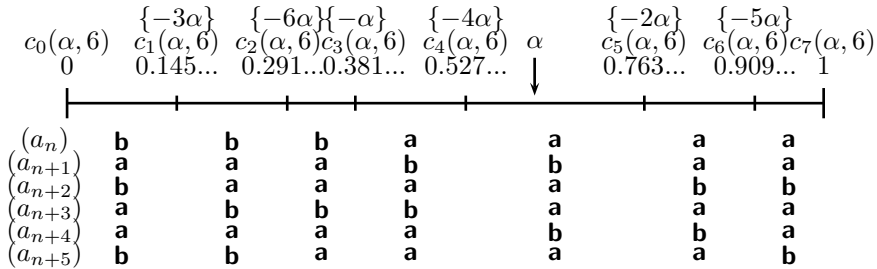 {−3α} {−6α} {−α} {−4α} {−2α} {−5α}
c₀(α, 6) c₁(α, 6) c₂(α, 6) c₃(α, 6) c₄(α, 6) α c₅(α, 6) c₆(α, 6) c₇(α, 6)
0 0.145... 0.291... 0.381... 0.527... 0.763... 0.909... 1
(aₙ) b b b a a a a
(aₙ₊₁) a a a b b a a
(aₙ₊₂) b a a a a b b
(aₙ₊₃) a b b b a a a
(aₙ₊₄) a a a a b b a
(aₙ₊₅) b b a a a a b